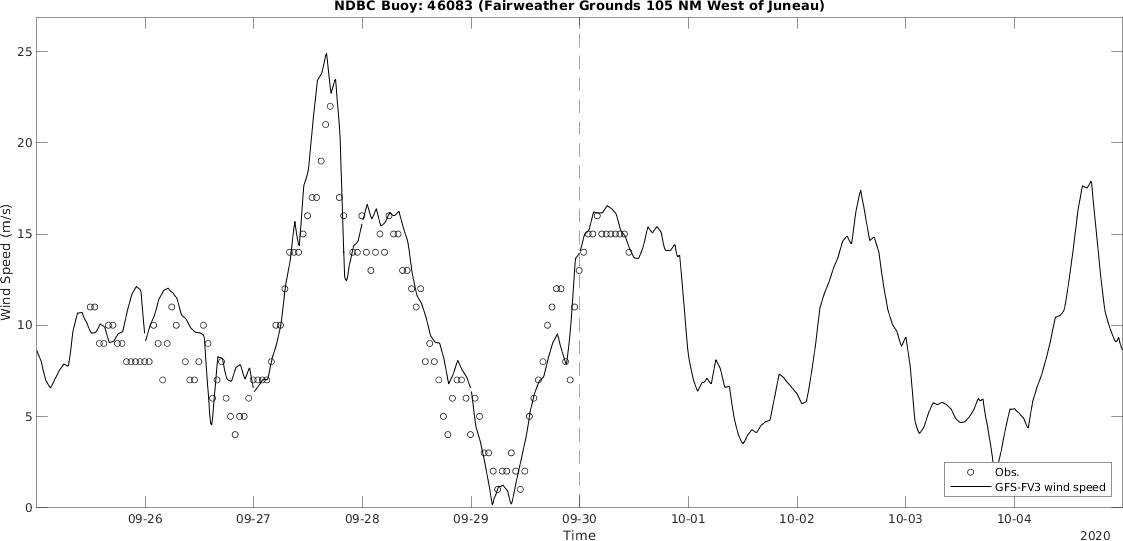 NDBC Buoy: 46083 (Fairweather Grounds 105 NM West of Juneau)
25
20
15
10
5
0
Wind Speed (m/s)
Obs.
GFS-FV3 wind speed
09-26 09-27 09-28 09-29 09-30 10-01 10-02 10-03 10-04
Time
2020